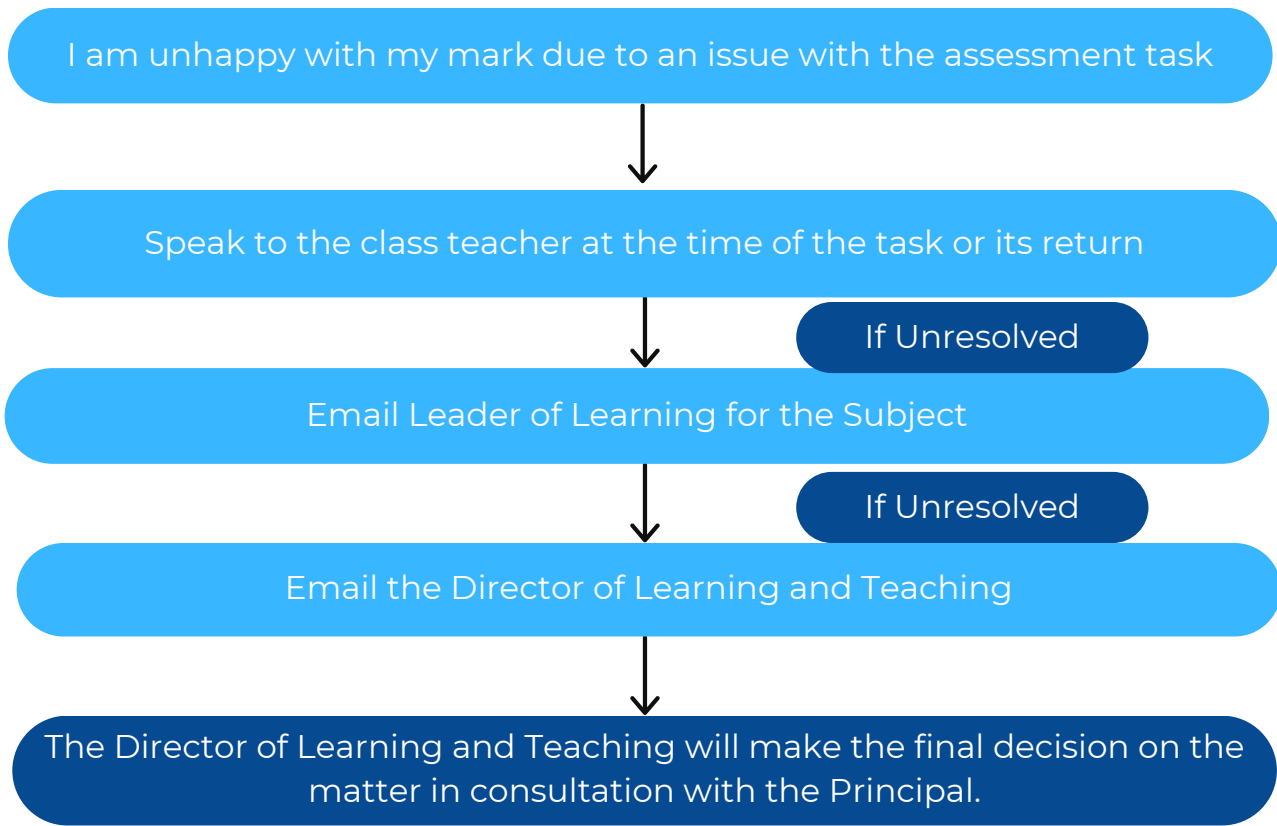 I am unhappy with my mark due to an issue with the assessment task
Speak to the class teacher at the time of the task or its return
If Unresolved
Email Leader of Learning for the Subject
If Unresolved
Email the Director of Learning and Teaching
The Director of Learning and Teaching will make the final decision on the
matter in consultation with the Principal.